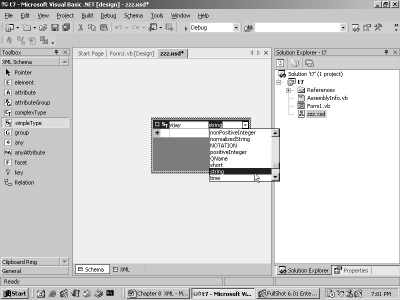 t7 - Microsoft Visual Basic .NET [design] - zzz.xsd*
File Edit View Project Build Debug Schema Tools Window Help
Debug
Toolbox
XML Schema
Pointer
element
attribute
attributeGroup
complexType
simpleType
group
any
anyAttribute
facet
key
Relation
Clipboard Ring
General
Start Page Form1.vb [Design] zzz.xsd*
vijay string
nonPositiveInteger
normalizedString
NOTATION
positiveInteger
QName
short
string
time
Schema XML
Solution Explorer - t7
Solution 't7' (1 project)
t7
References
AssemblyInfo.vb
Form1.vb
zzz.xsd
Solution Explorer Properties
Ready
Start Chapter 8 XML - M... t7 - Microsoft Vis... FullShot 6.01 Ente... 7:01 PM